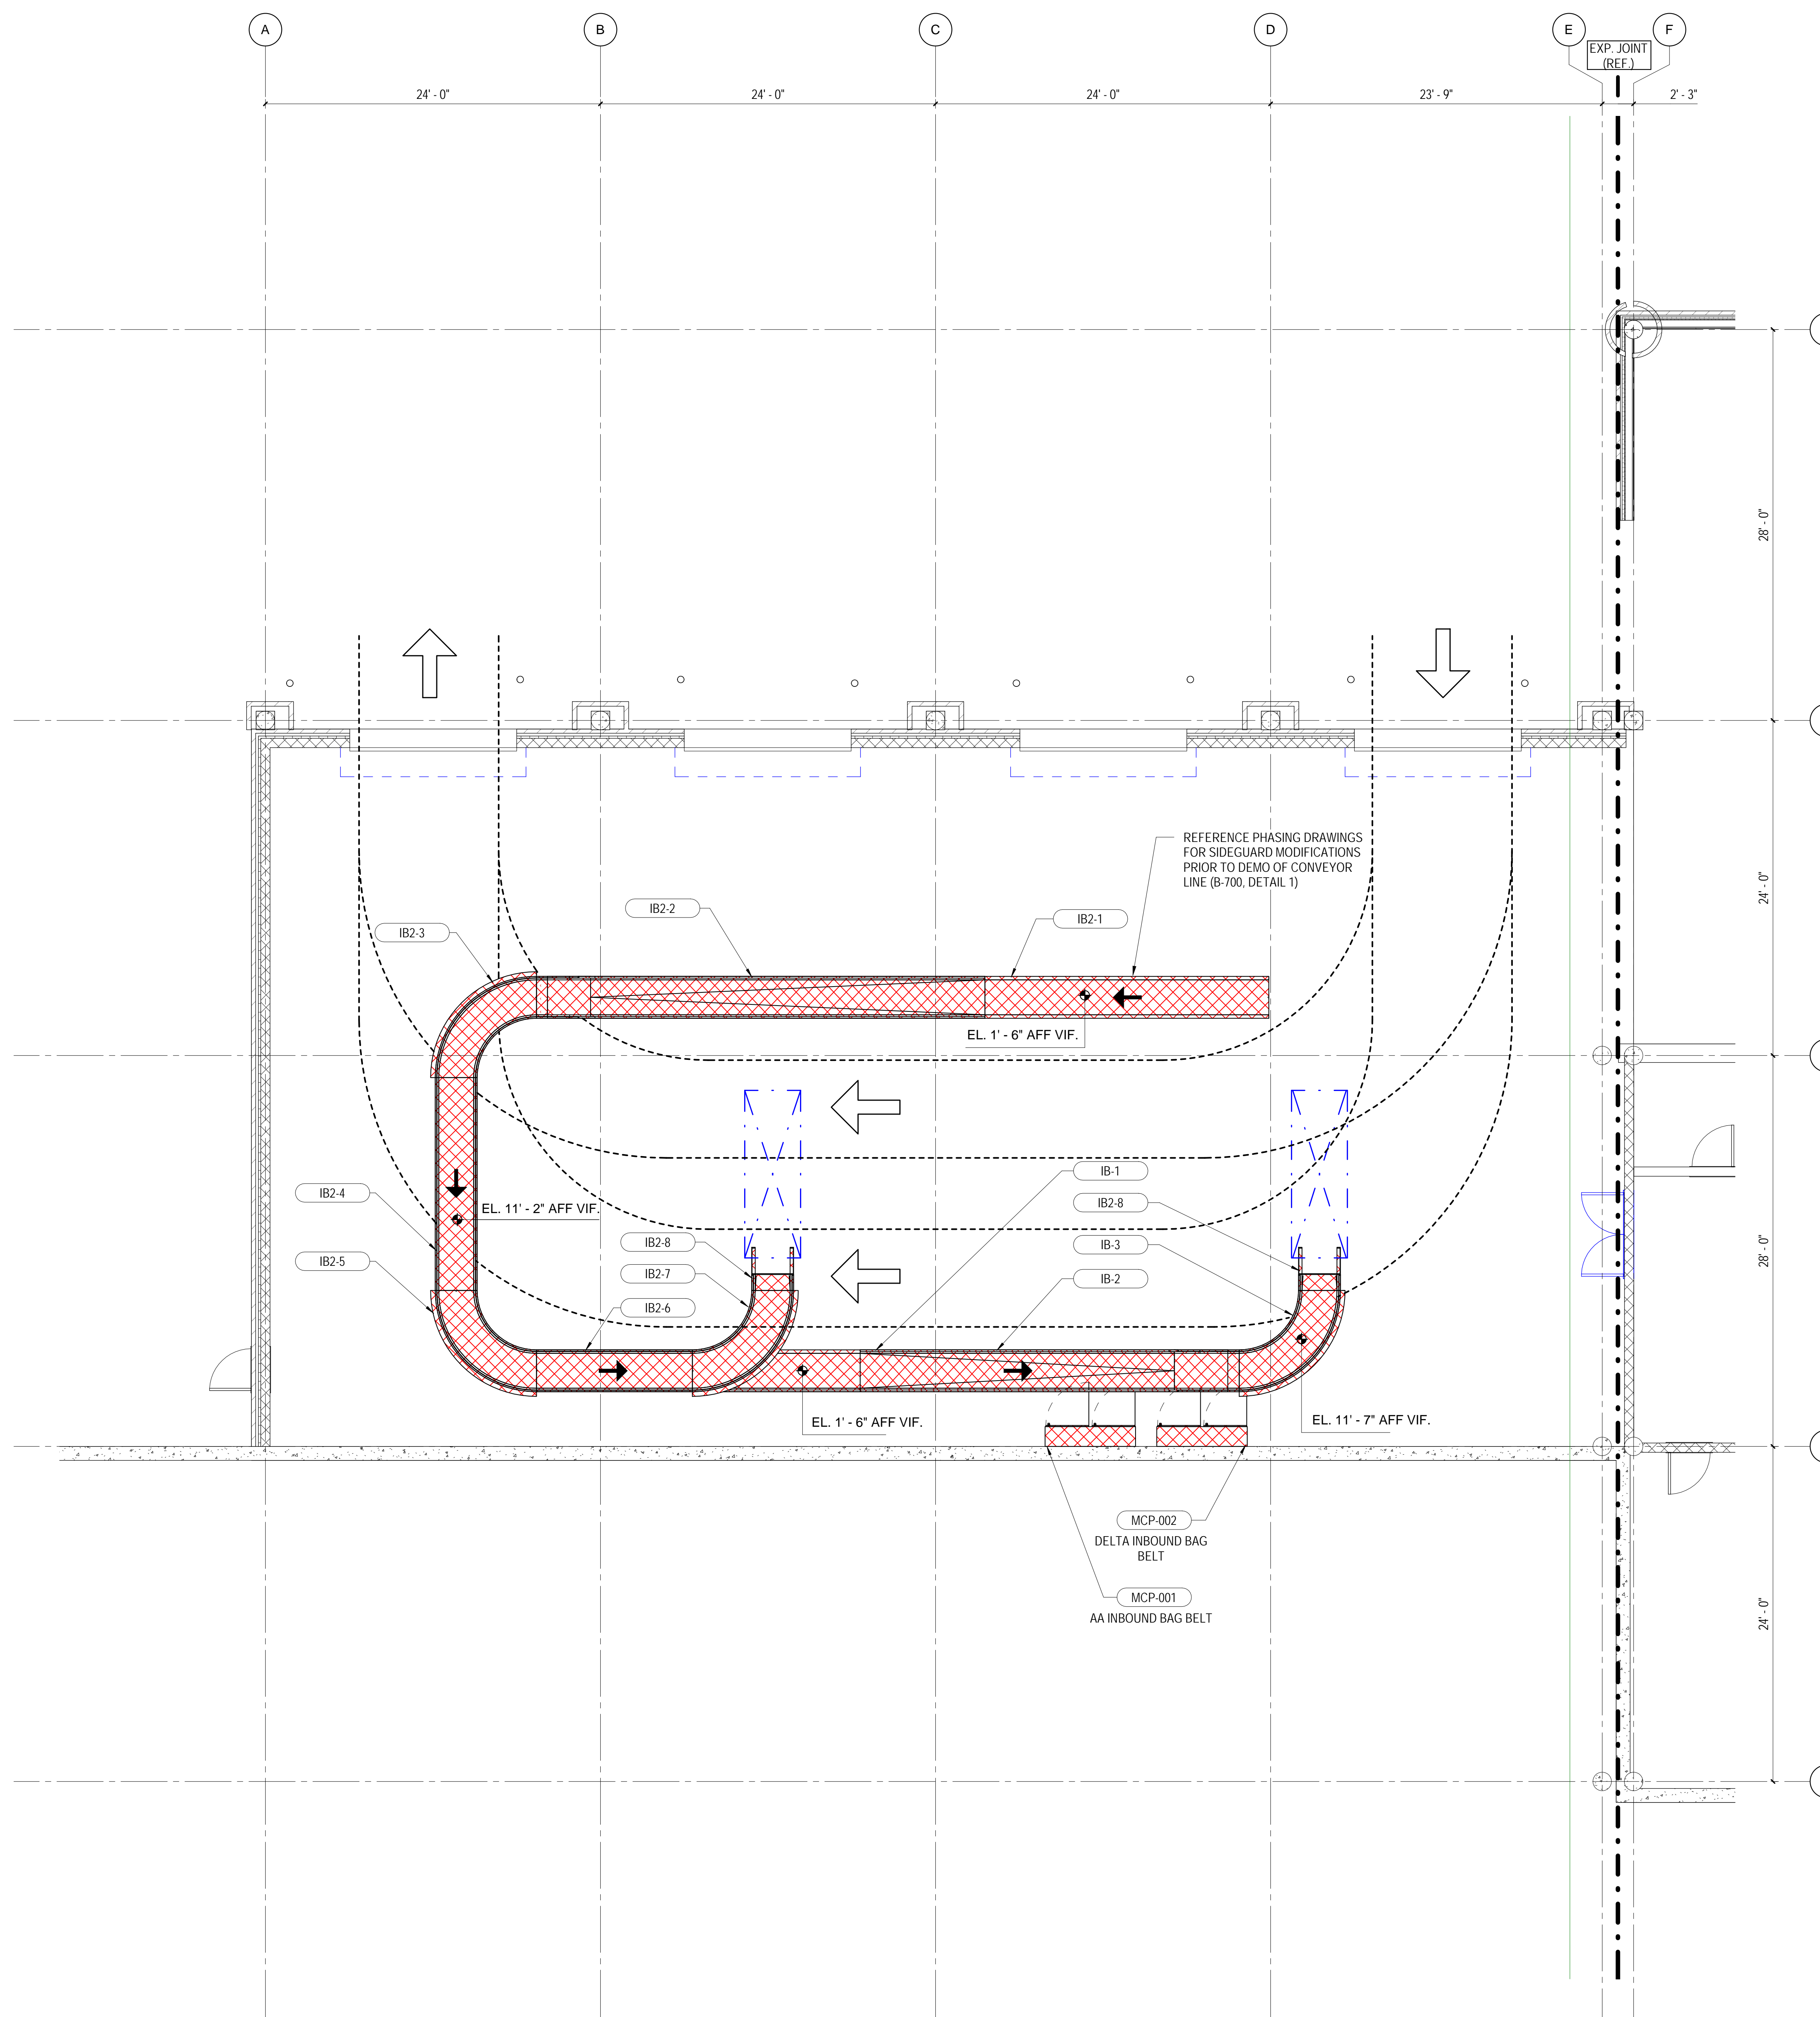 A
B
C
D
E
F
EXP. JOINT
(REF.)
24' - 0"
24' - 0"
24' - 0"
23' - 9"
2' - 3"
28' - 0"
REFERENCE PHASING DRAWINGS
FOR SIDEGUARD MODIFICATIONS
PRIOR TO DEMO OF CONVEYOR
LINE (B-700, DETAIL 1)
24' - 0"
IB2-2
IB2-1
IB2-3
EL. 1' - 6" AFF VIF.
IB-1
IB2-4
IB2-8
EL. 11' - 2" AFF VIF.
IB2-8
IB-3
28' - 0"
IB2-5
IB2-7
IB-2
IB2-6
EL. 1' - 6" AFF VIF.
EL. 11' - 7" AFF VIF.
MCP-002
DELTA INBOUND BAG
BELT
MCP-001
AA INBOUND BAG BELT
24' - 0"